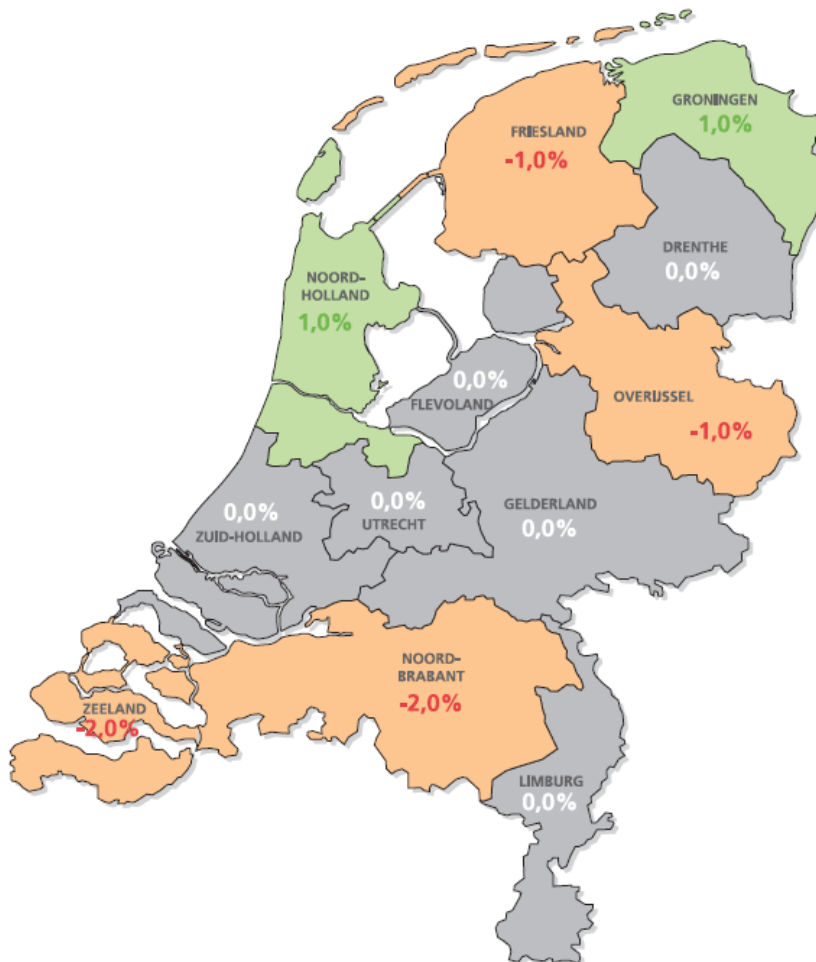 GRONINGEN
1,0%
FRIESLAND
-1,0%
DRENTHE
0,0%
NOORD-
HOLLAND
1,0%
0,0%
FLEVOLAND
OVERIJSSEL
-1,0%
0,0%
ZUID-HOLLAND
0,0%
UTRECHT
GELDERLAND
0,0%
NOORD-
BRABANT
-2,0%
ZEELAND
-2,0%
LIMBURG
0,0%